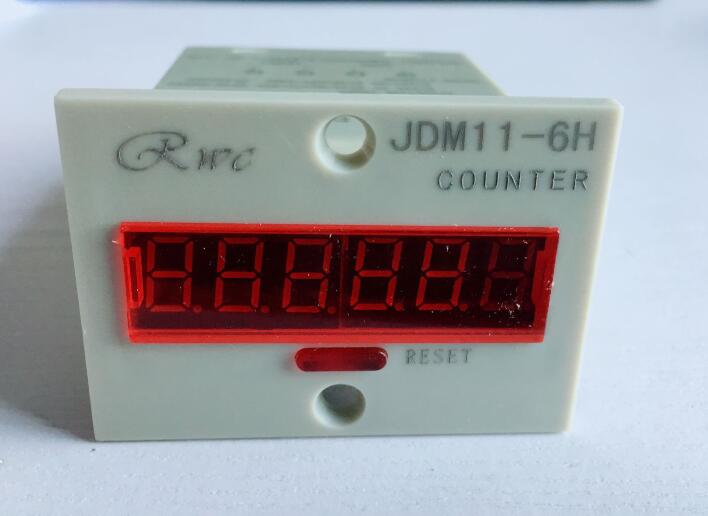 Rwc
JDM11-6H
COUNTER
RESET